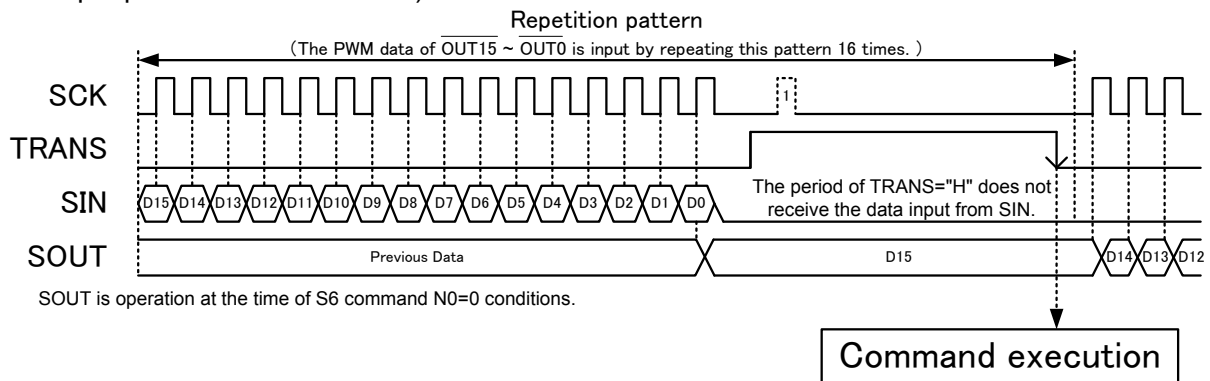 Repetition pattern
(The PWM data of OUT15 ~ OUT0 is input by repeating this pattern 16 times. )
SCK
1
TRANS
SIN
D15 D14 D13 D12 D11 D10 D9 D8 D7 D6 D5 D4 D3 D2 D1 D0
The period of TRANS="H" does not
receive the data input from SIN.
SOUT
Previous Data
D15
D14 D13 D12
SOUT is operation at the time of S6 command N0=0 conditions.
Command execution